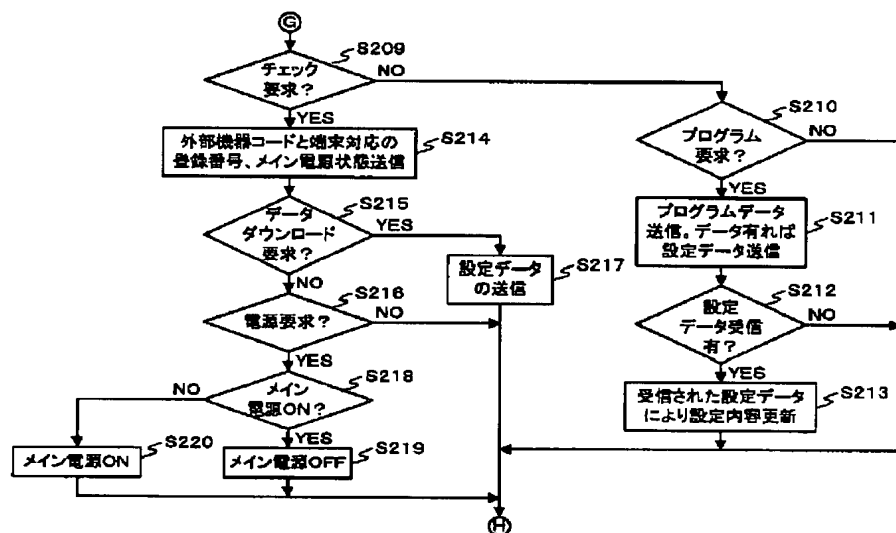 G
S209
チェック
要求?
NO
YES
外部機器コードと端末対応の
登録番号、メイン電源状態送信
S214
S215
データ
ダウンロード
要求?
YES
NO
設定データ
の送信
S217
S216
電源要求?
NO
YES
S218
メイン
電源ON?
NO
YES
S220
メイン電源ON
S219
メイン電源OFF
H
S210
プログラム
要求?
NO
YES
S211
プログラムデータ
送信。データ有れば
設定データ送信
S212
設定
データ受信
有?
NO
YES
S213
受信された設定データ
により設定内容更新